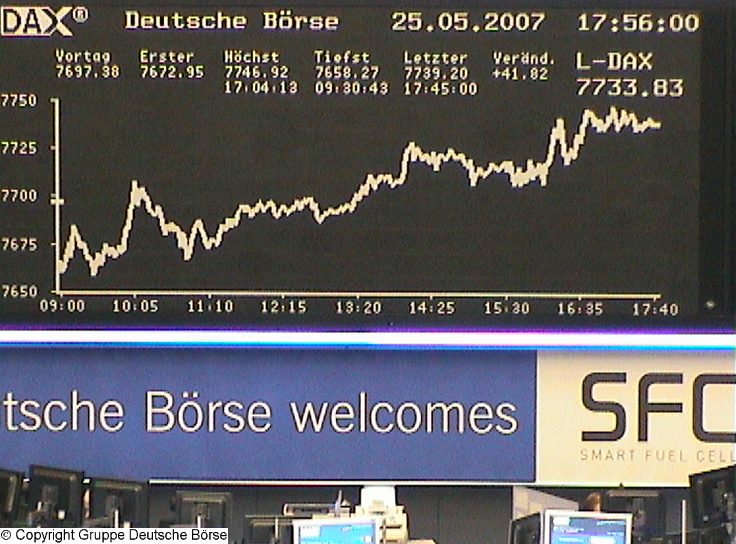 DAX® Deutsche Börse 25.05.2007 17:56:00
Vortag Erster Höchst Tiefst Letzter Veränd. L-DAX
7697.38 7672.95 7746.92 7658.27 7739.20 +41.82 7733.83
17:04:13 09:30:43 17:45:00
7750
7725
7700
7675
7650
09:00 10:05 11:10 12:15 13:20 14:25 15:30 16:35 17:40
tsche Börse welcomes
SFC
SMART FUEL CELL
© Copyright Gruppe Deutsche Börse